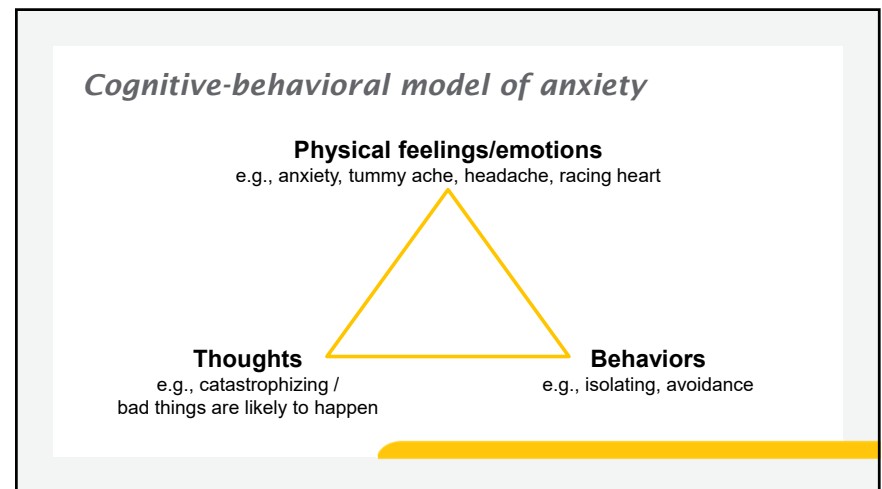 Cognitive-behavioral model of anxiety
Physical feelings/emotions
e.g., anxiety, tummy ache, headache, racing heart
Thoughts
e.g., catastrophizing /
bad things are likely to happen
Behaviors
e.g., isolating, avoidance